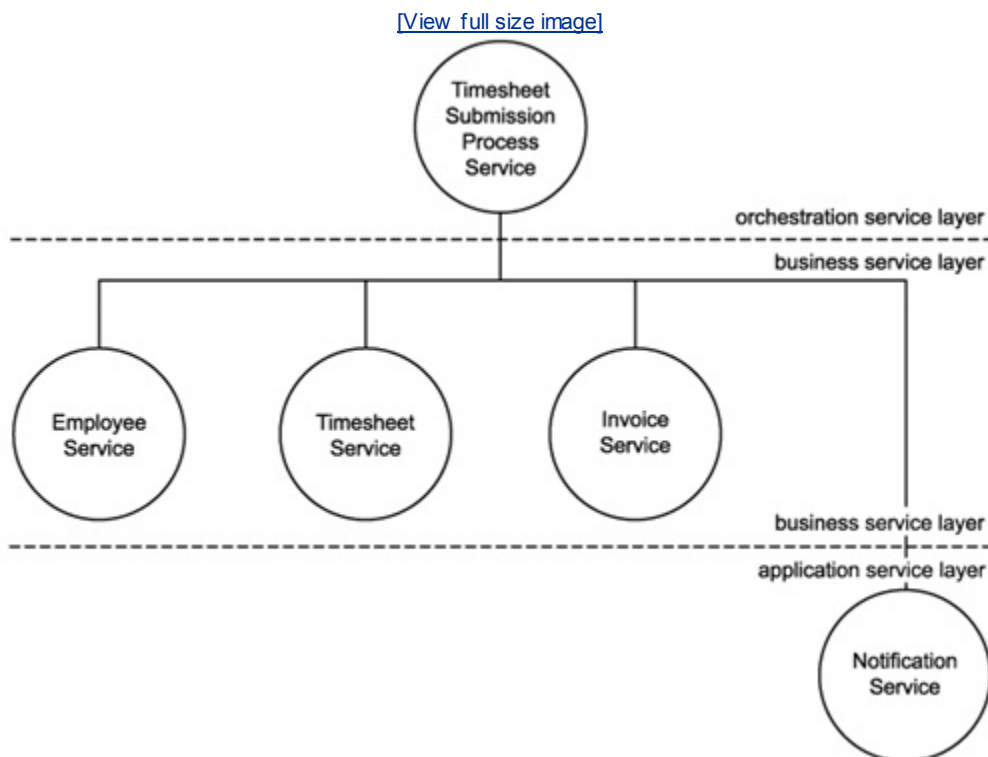 [View full size image]
Timesheet
Submission
Process
Service
orchestration service layer
business service layer
Employee
Service
Timesheet
Service
Invoice
Service
business service layer
application service layer
Notification
Service